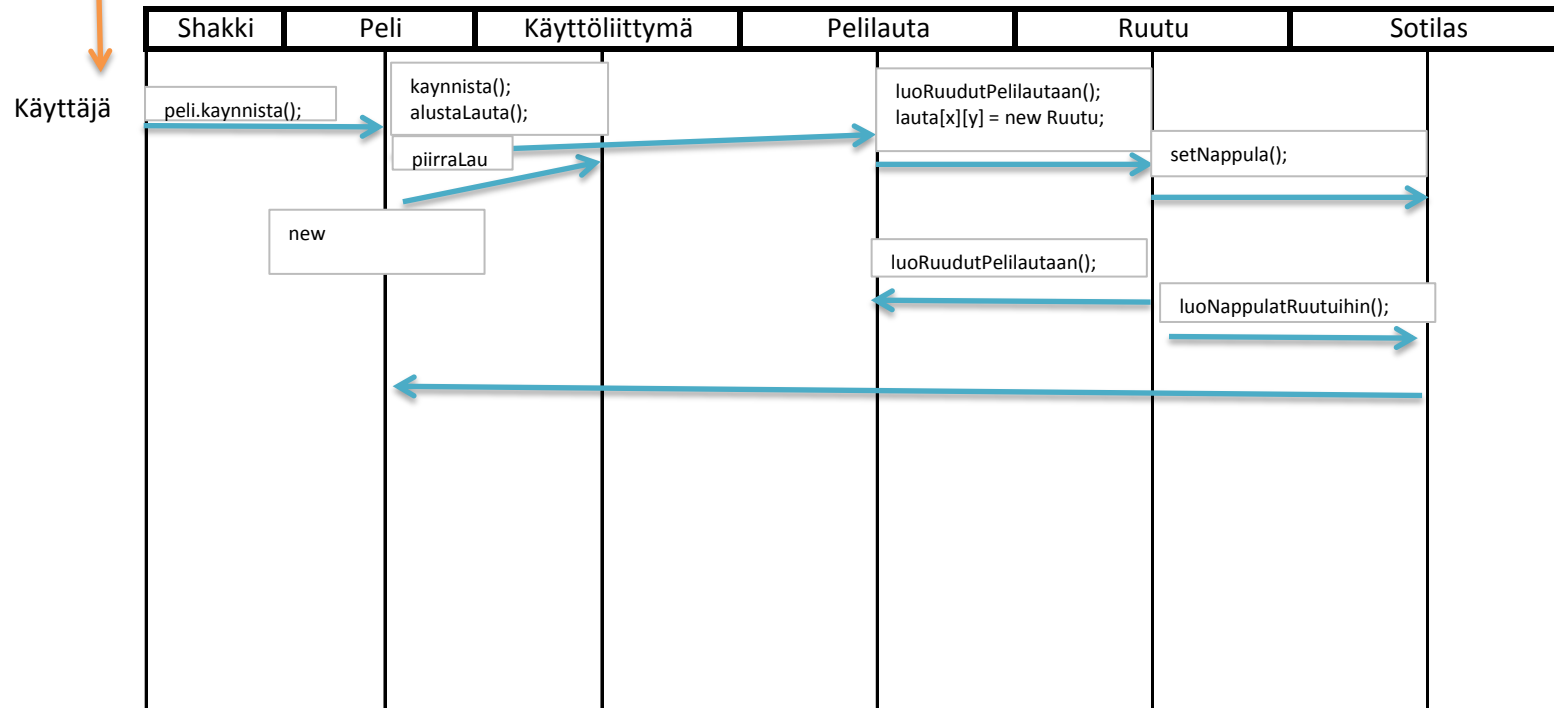 Shakki Peli Käyttöliittymä Pelilauta Ruutu Sotilas
Käyttäjä
peli.kaynnista();
kaynnista();
alustaLauta();
piirraLau
new
luoRuudutPelilautaan();
lauta[x][y] = new Ruutu;
setNappula();
luoRuudutPelilautaan();
luoNappulatRuutuihin();